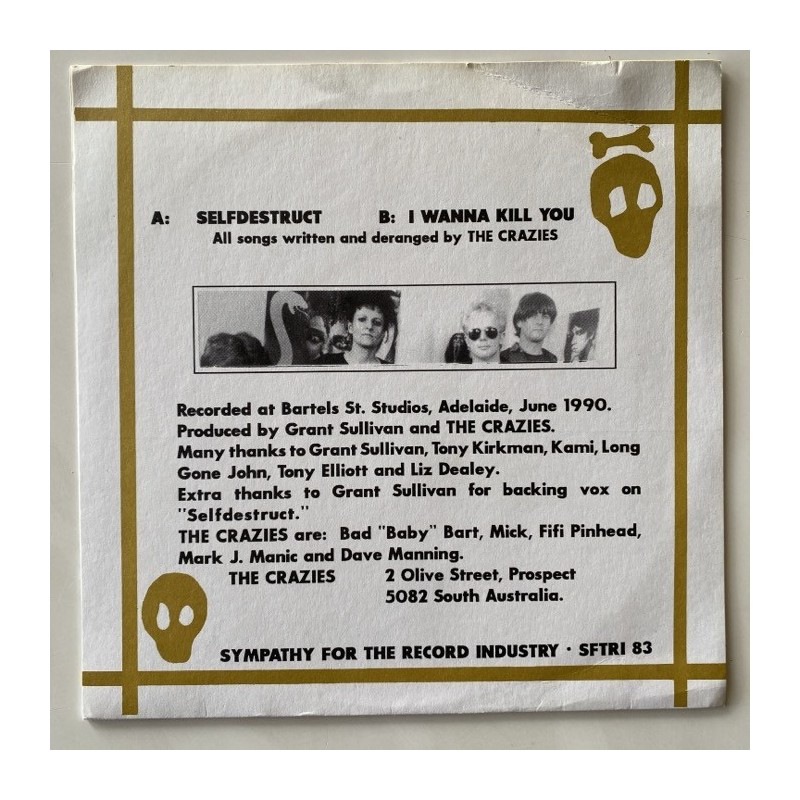 A: SELFDESTRUCT B: I WANNA KILL YOU
All songs written and deranged by THE CRAZIES
Recorded at Bartels St. Studios, Adelaide, June 1990.
Produced by Grant Sullivan and THE CRAZIES.
Many thanks to Grant Sullivan, Tony Kirkman, Kami, Long
Gone John, Tony Elliott and Liz Dealey.
Extra thanks to Grant Sullivan for backing vox on
"Selfdestruct."
THE CRAZIES are: Bad "Baby" Bart, Mick, Fifi Pinhead,
Mark J. Manic and Dave Manning.
THE CRAZIES 2 Olive Street, Prospect
5082 South Australia.
SYMPATHY FOR THE RECORD INDUSTRY · SFTRI 83